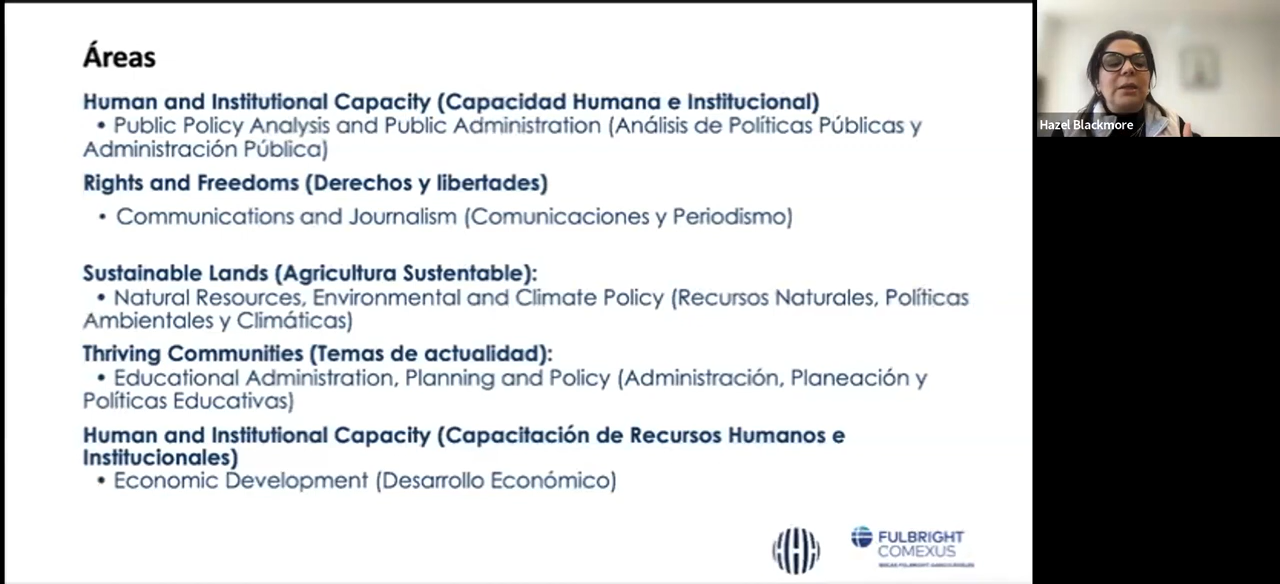 Áreas
Human and Institutional Capacity (Capacidad Humana e Institucional)
• Public Policy Analysis and Public Administration (Análisis de Políticas Públicas y
Administración Pública)
Rights and Freedoms (Derechos y libertades)
• Communications and Journalism (Comunicaciones y Periodismo)
Sustainable Lands (Agricultura Sustentable):
• Natural Resources, Environmental and Climate Policy (Recursos Naturales, Políticas
Ambientales y Climáticas)
Thriving Communities (Temas de actualidad):
• Educational Administration, Planning and Policy (Administración, Planeación y
Políticas Educativas)
Human and Institutional Capacity (Capacitación de Recursos Humanos e
Institucionales)
• Economic Development (Desarrollo Económico)
FULBRIGHT
COMEXUS
Hazel Blackmore